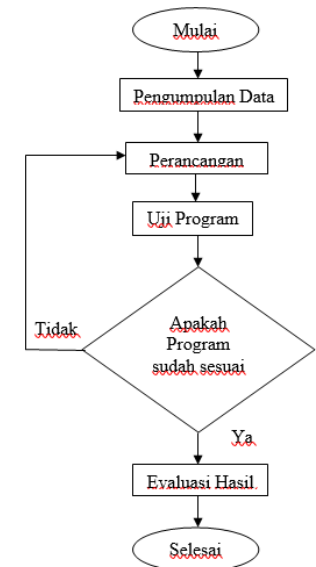 Mulai
Pengumpulan Data
Perancangan
Uji Program
Tidak
Apakah
Program
sudah sesuai
Ya
Evaluasi Hasil
Selesai